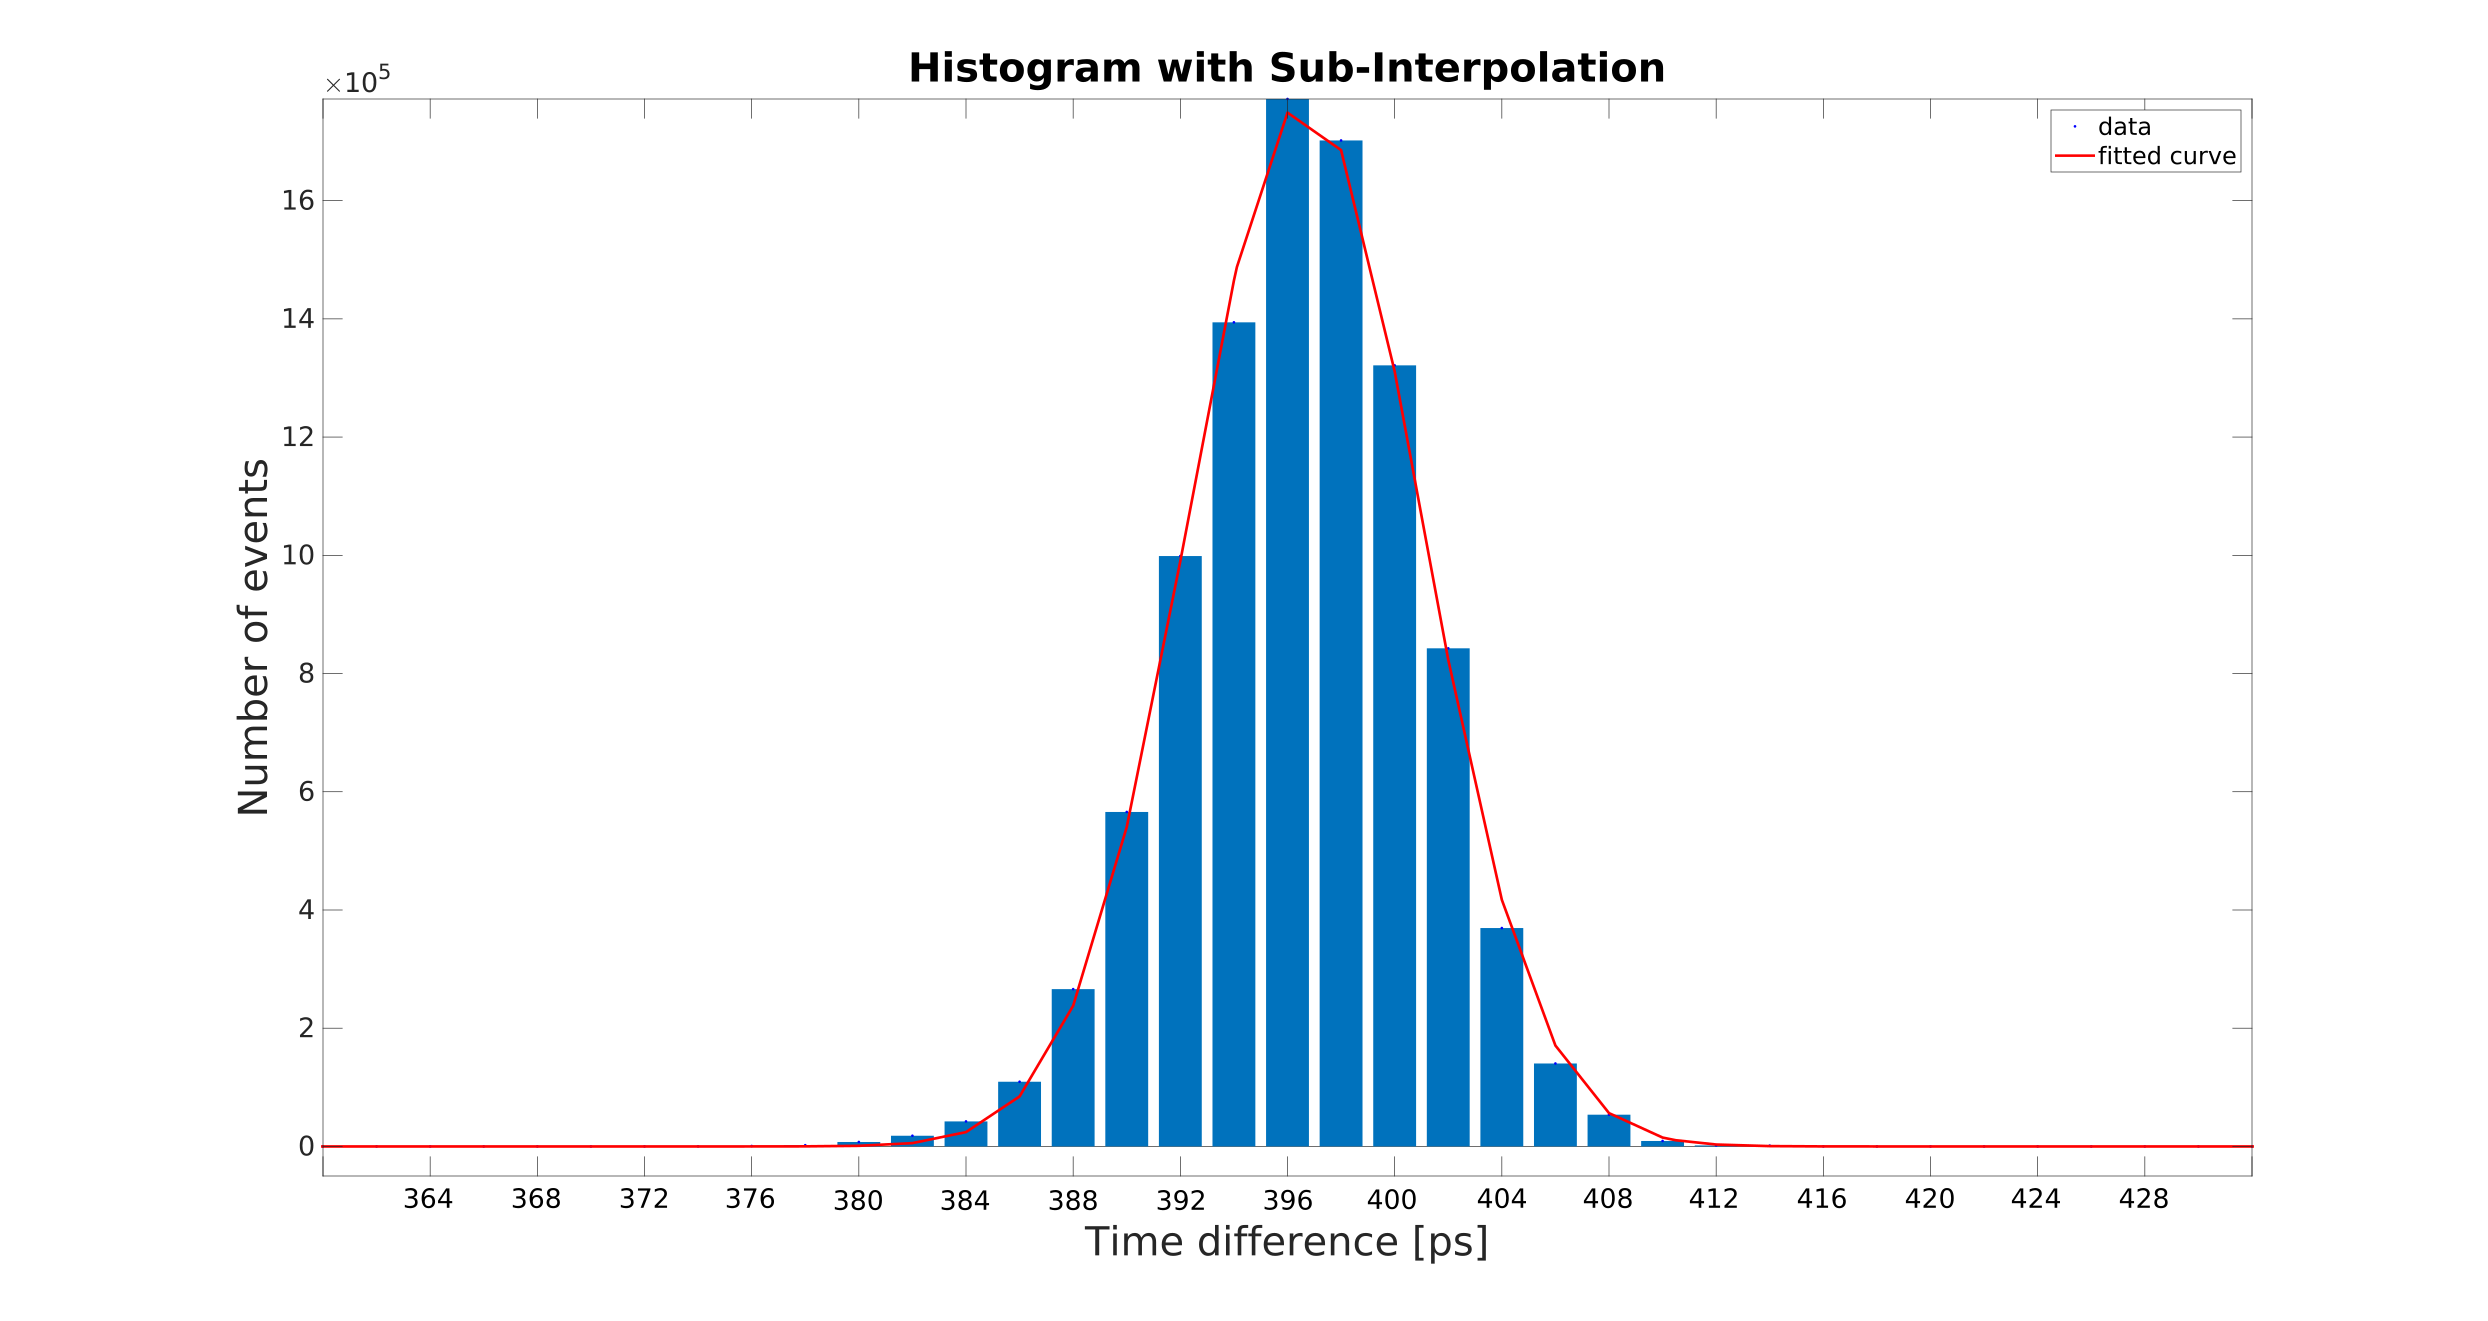 Histogram with Sub-Interpolation
×10⁵
data
fitted curve
16
14
12
10
8
6
4
2
0
Number of events
364 368 372 376 380 384 388 392 396 400 404 408 412 416 420 424 428
Time difference [ps]